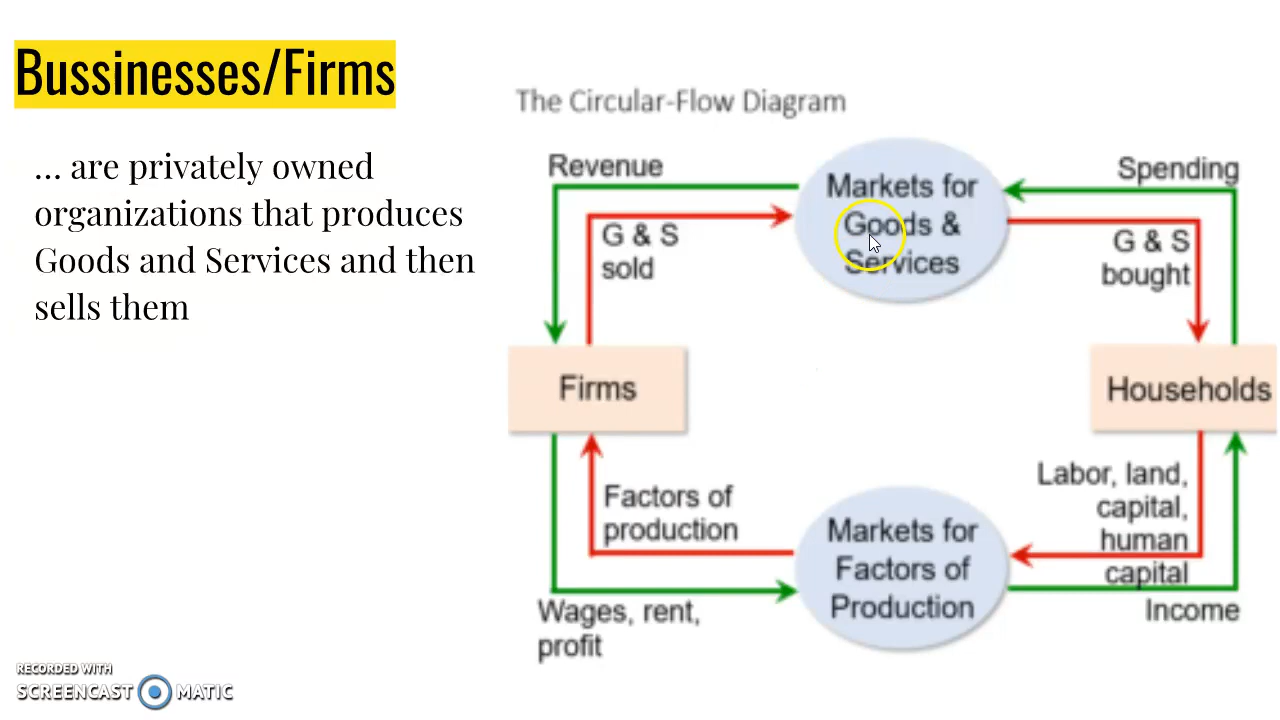 Bussinesses/Firms
... are privately owned
organizations that produces
Goods and Services and then
sells them
The Circular-Flow Diagram
Revenue
Markets for
Goods &
Services
Spending
G & S
sold
G & S
bought
Firms
Households
Factors of
production
Markets for
Factors of
Production
Labor, land,
capital,
human
capital
Wages, rent,
profit
Income
RECORDED WITH
SCREENCAST MATIC